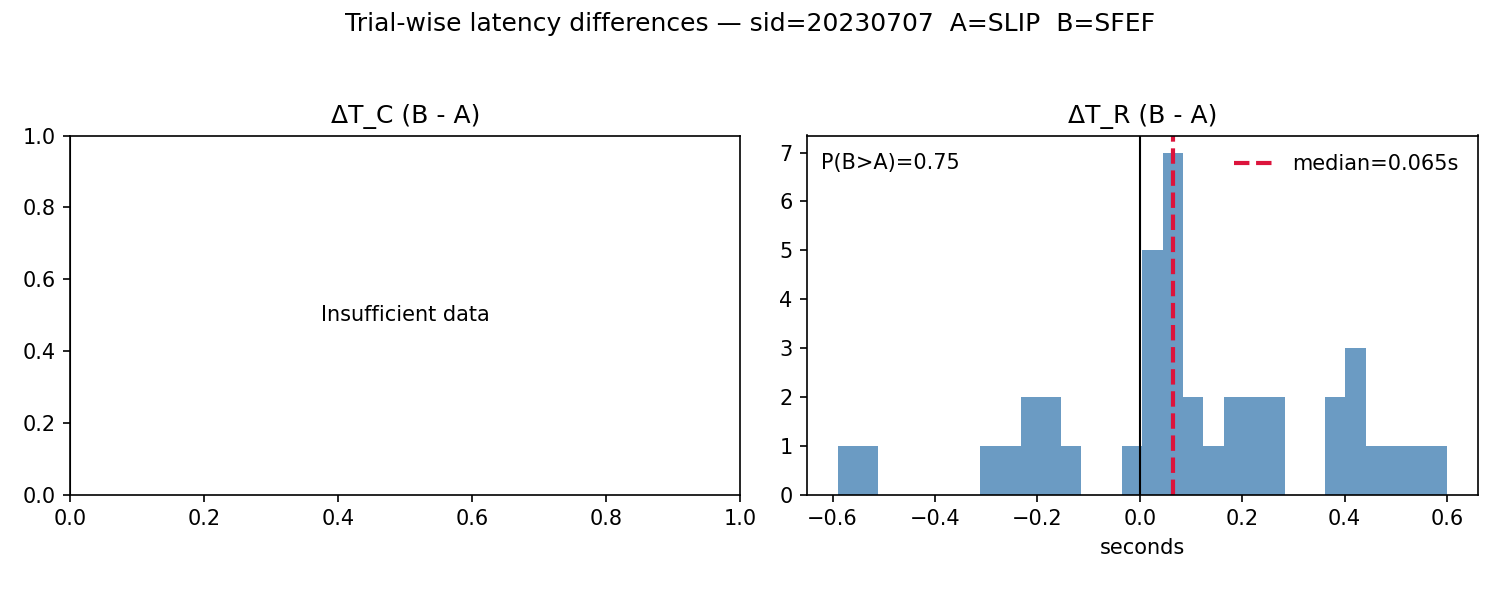 Trial-wise latency differences — sid=20230707  A=SLIP  B=SFEF
ΔT_C (B - A)
1.0
0.8
0.6
0.4
0.2
0.0
Insufficient data
0.0 0.2 0.4 0.6 0.8 1.0
ΔT_R (B - A)
7
6
5
4
3
2
1
0
P(B>A)=0.75
median=0.065s
−0.6 −0.4 −0.2 0.0 0.2 0.4 0.6
seconds